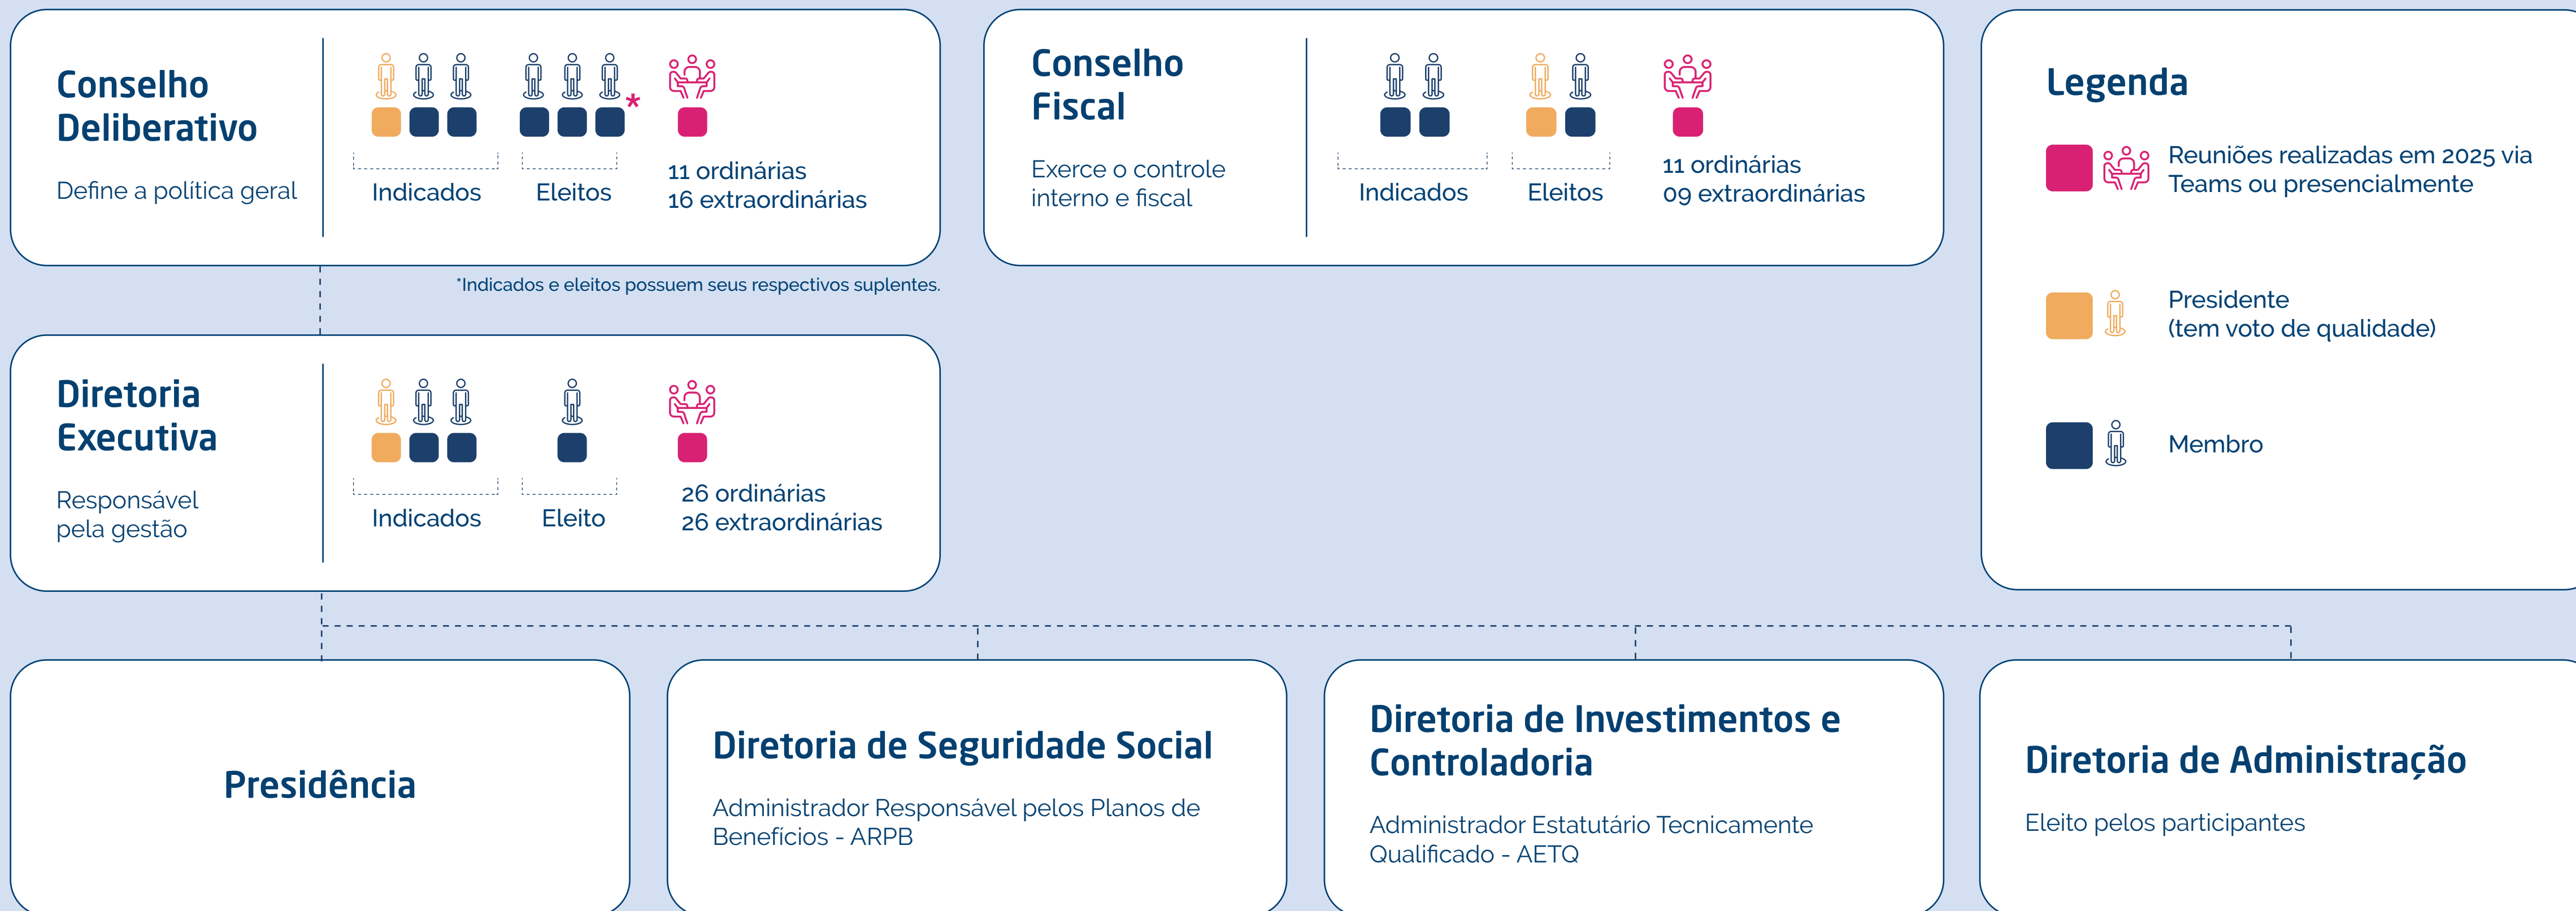 Conselho
Deliberativo
Define a política geral
*
Indicados
Eleitos
11 ordinárias
16 extraordinárias
*Indicados e eleitos possuem seus respectivos suplentes.
Conselho
Fiscal
Exerce o controle
interno e fiscal
Indicados
Eleitos
11 ordinárias
09 extraordinárias
Legenda
Reuniões realizadas em 2025 via
Teams ou presencialmente
Presidente
(tem voto de qualidade)
Membro
Diretoria
Executiva
Responsável
pela gestão
Indicados
Eleito
26 ordinárias
26 extraordinárias
Presidência
Diretoria de Seguridade Social
Administrador Responsável pelos Planos de
Benefícios - ARPB
Diretoria de Investimentos e
Controladoria
Administrador Estatutário Tecnicamente
Qualificado - AETQ
Diretoria de Administração
Eleito pelos participantes